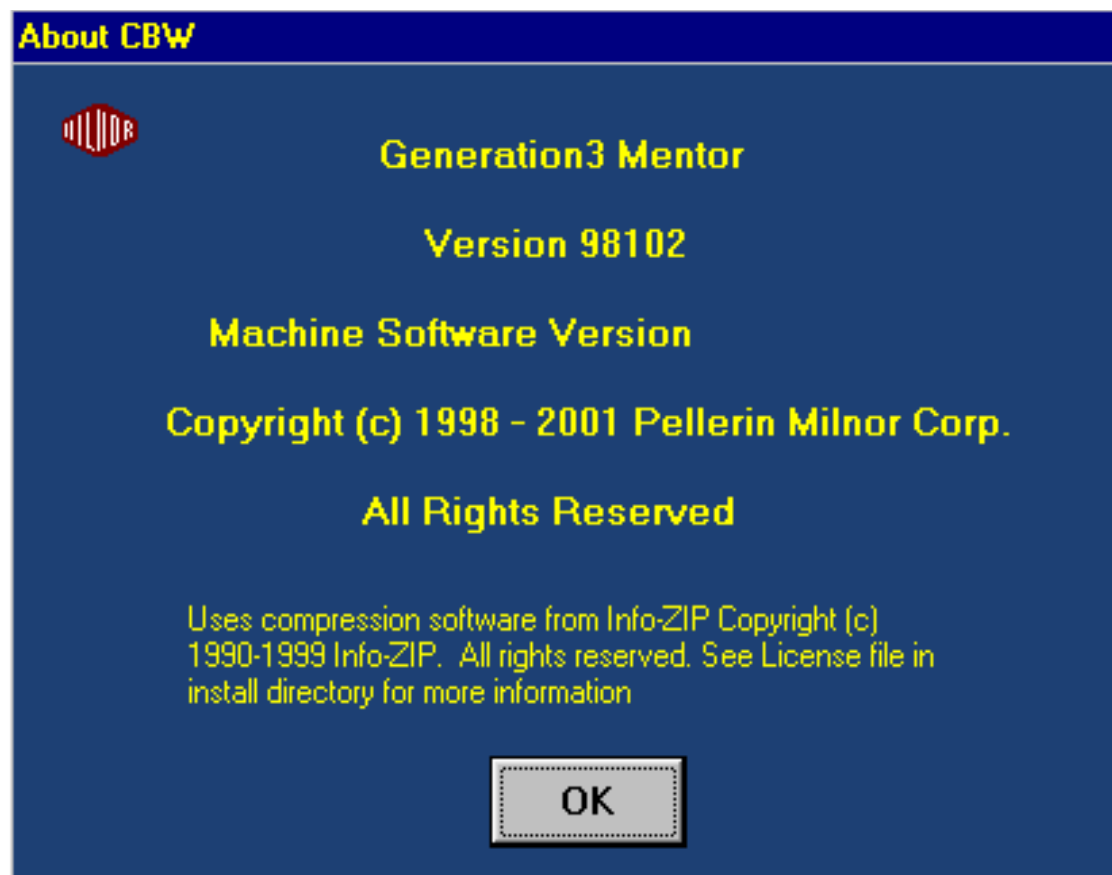 About CBW
MILNOR
Generation3 Mentor
Version 98102
Machine Software Version
Copyright (c) 1998 - 2001 Pellerin Milnor Corp.
All Rights Reserved
Uses compression software from Info-ZIP Copyright (c)
1990-1999 Info-ZIP.  All rights reserved. See License file in
install directory for more information
OK